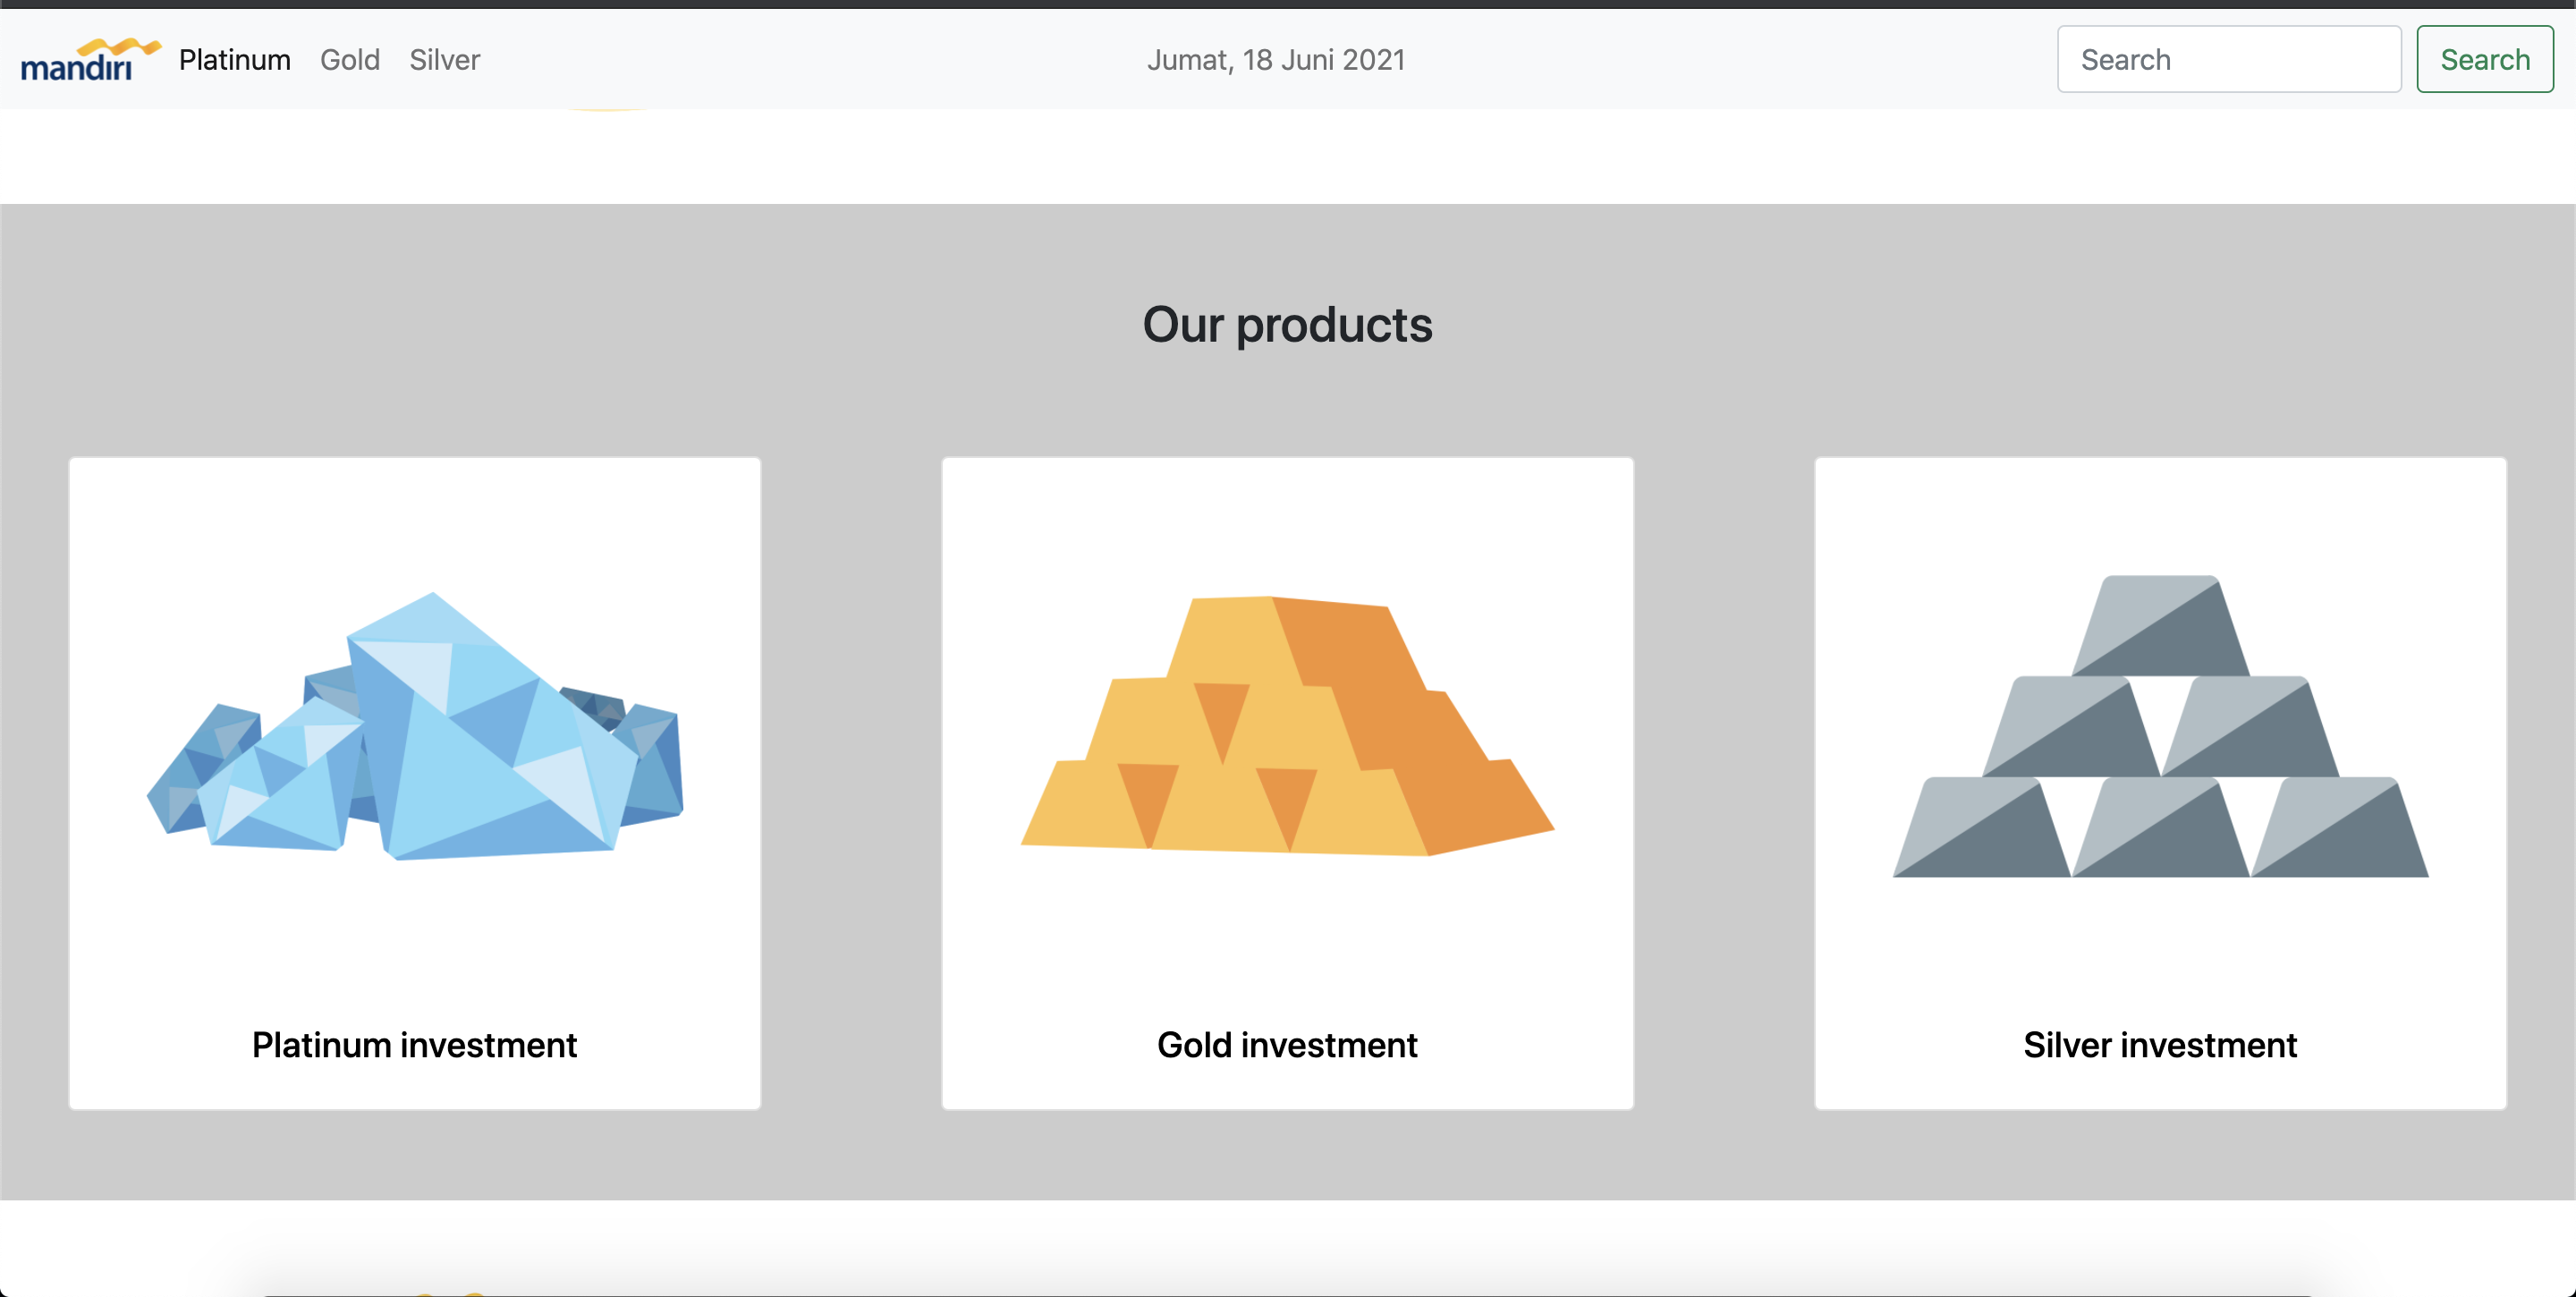 mandiri
Platinum Gold Silver
Jumat, 18 Juni 2021
Search
Search
Our products
Platinum investment
Gold investment
Silver investment